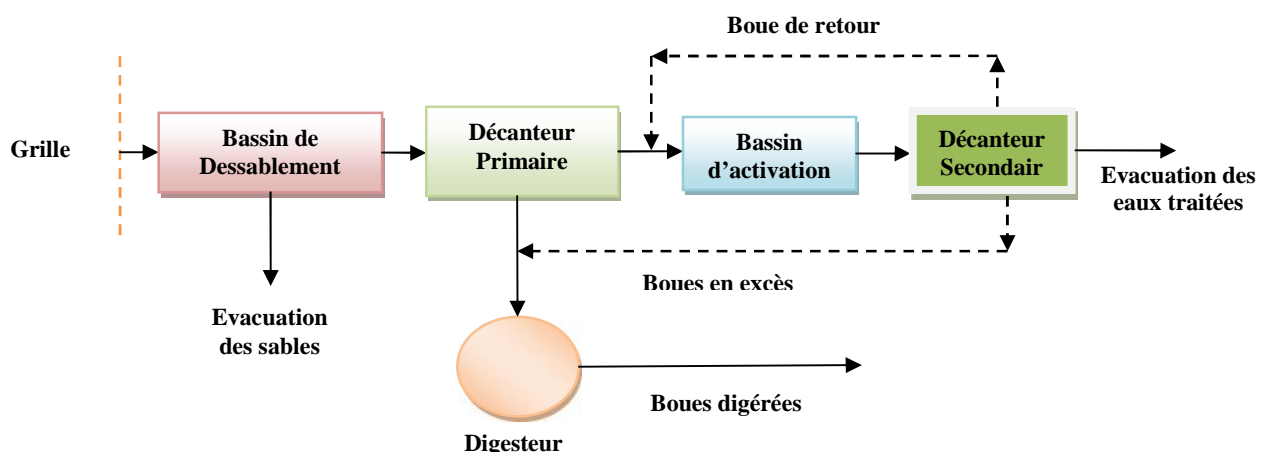 Boue de retour
Grille
Bassin de
Dessablement
Décanteur
Primaire
Bassin
d’activation
Décanteur
Secondair
Evacuation des
eaux traitées
Boues en excès
Evacuation
des sables
Boues digérées
Digesteur